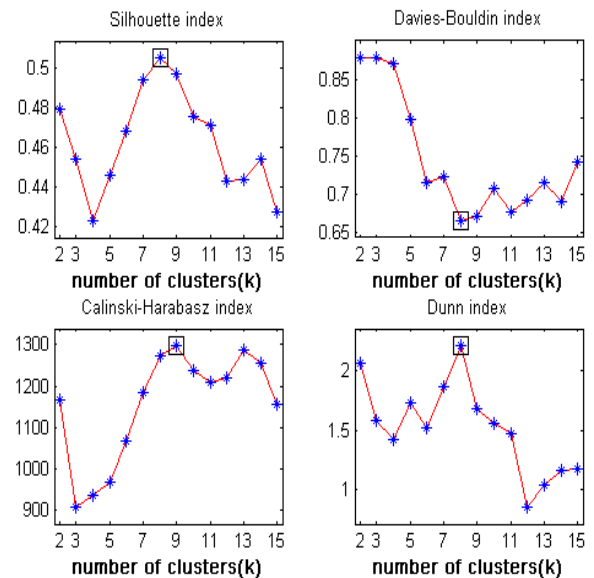 Silhouette index
0.5
0.48
0.46
0.44
0.42
2 3 5 7 9 11 13 15
number of clusters(k)
Davies-Bouldin index
0.85
0.8
0.75
0.7
0.65
2 3 5 7 9 11 13 15
number of clusters(k)
Calinski-Harabasz index
1300
1200
1100
1000
900
2 3 5 7 9 11 13 15
number of clusters(k)
Dunn index
2
1.5
1
2 3 5 7 9 11 13 15
number of clusters(k)